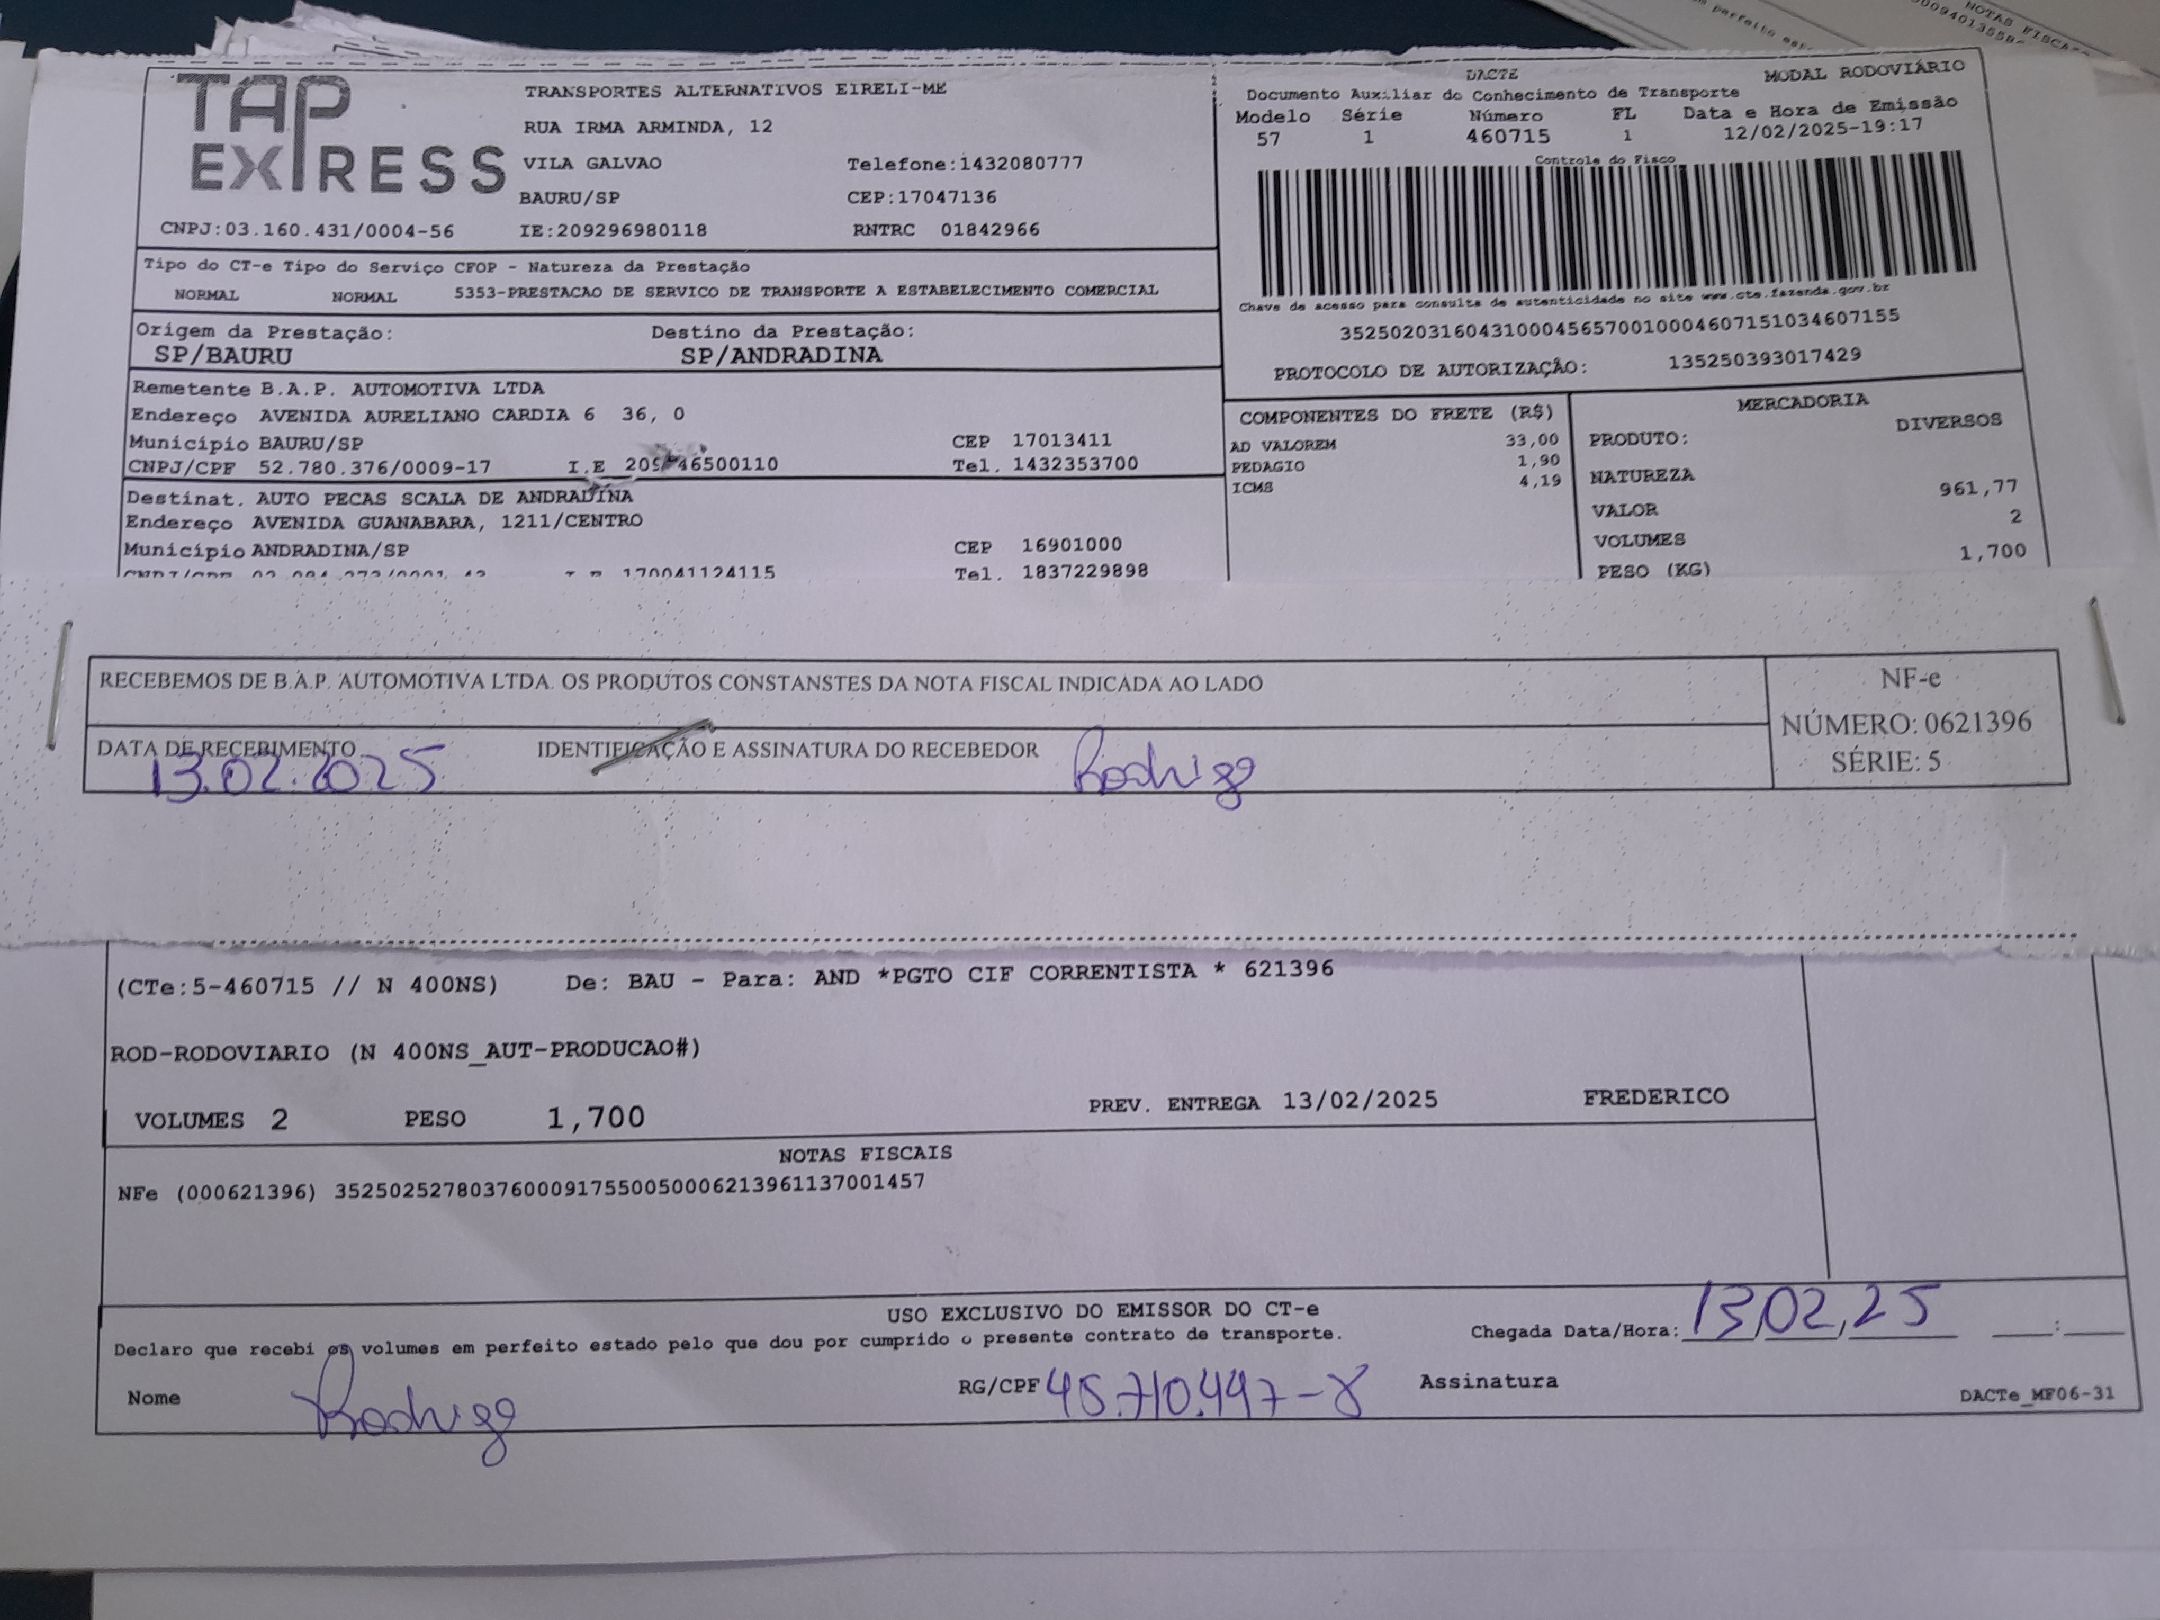 TAP EXPRESS
TRANSPORTES ALTERNATIVOS EIRELI-ME
RUA IRMA ARMINDA, 12
VILA GALVAO Telefone:1432080777
BAURU/SP CEP:17047136
CNPJ:03.160.431/0004-56 IE:209296980118 RNTRC 01842966
DACTE MODAL RODOVIÁRIO
Documento Auxiliar do Conhecimento de Transporte
Modelo Série Número FL Data e Hora de Emissão
57 1 460715 1 12/02/2025-19:17
Controle do Fisco
Chave de acesso para consulta de autenticidade no site www.cte.fazenda.gov.br
35250203160431000456570010004607151034607155
PROTOCOLO DE AUTORIZAÇÃO: 135250393017429
Tipo do CT-e Tipo do Serviço CFOP - Natureza da Prestação
NORMAL NORMAL 5353-PRESTACAO DE SERVICO DE TRANSPORTE A ESTABELECIMENTO COMERCIAL
Origem da Prestação: Destino da Prestação:
SP/BAURU SP/ANDRADINA
Remetente B.A.P. AUTOMOTIVA LTDA
Endereço AVENIDA AURELIANO CARDIA 6 36, 0
Município BAURU/SP CEP 17013411
CNPJ/CPF 52.780.376/0009-17 I.E Tel. 1432353700
Destinat. AUTO PECAS SCALA DE ANDRADINA
Endereço AVENIDA GUANABARA, 1211/CENTRO
Município ANDRADINA/SP CEP 16901000
CNPJ/CPF I.E 170041124115 Tel. 1837229898
COMPONENTES DO FRETE (R$)
AD VALOREM 33,00
PEDAGIO 1,90
ICMS 4,19
MERCADORIA
PRODUTO: DIVERSOS
NATUREZA
VALOR 961,77
VOLUMES 2
PESO (KG) 1,700
RECEBEMOS DE B.A.P. AUTOMOTIVA LTDA. OS PRODUTOS CONSTANSTES DA NOTA FISCAL INDICADA AO LADO
DATA DE RECEBIMENTO IDENTIFICAÇÃO E ASSINATURA DO RECEBEDOR
13.02.2025 Rodrigo
NF-e
NÚMERO: 0621396
SÉRIE: 5
(CTe:5-460715 // N 400NS) De: BAU - Para: AND *PGTO CIF CORRENTISTA * 621396
ROD-RODOVIARIO (N 400NS_AUT-PRODUCAO#)
VOLUMES 2 PESO 1,700 PREV. ENTREGA 13/02/2025 FREDERICO
NOTAS FISCAIS
NFe (000621396) 35250252780376000917550050006213961137001457
USO EXCLUSIVO DO EMISSOR DO CT-e
Declaro que recebi os volumes em perfeito estado pelo que dou por cumprido o presente contrato de transporte. Chegada Data/Hora: 13,02,25 :
Nome Rodrigo RG/CPF 45.710.447-8 Assinatura
DACTe_MF06-31
NOTAS FISCA